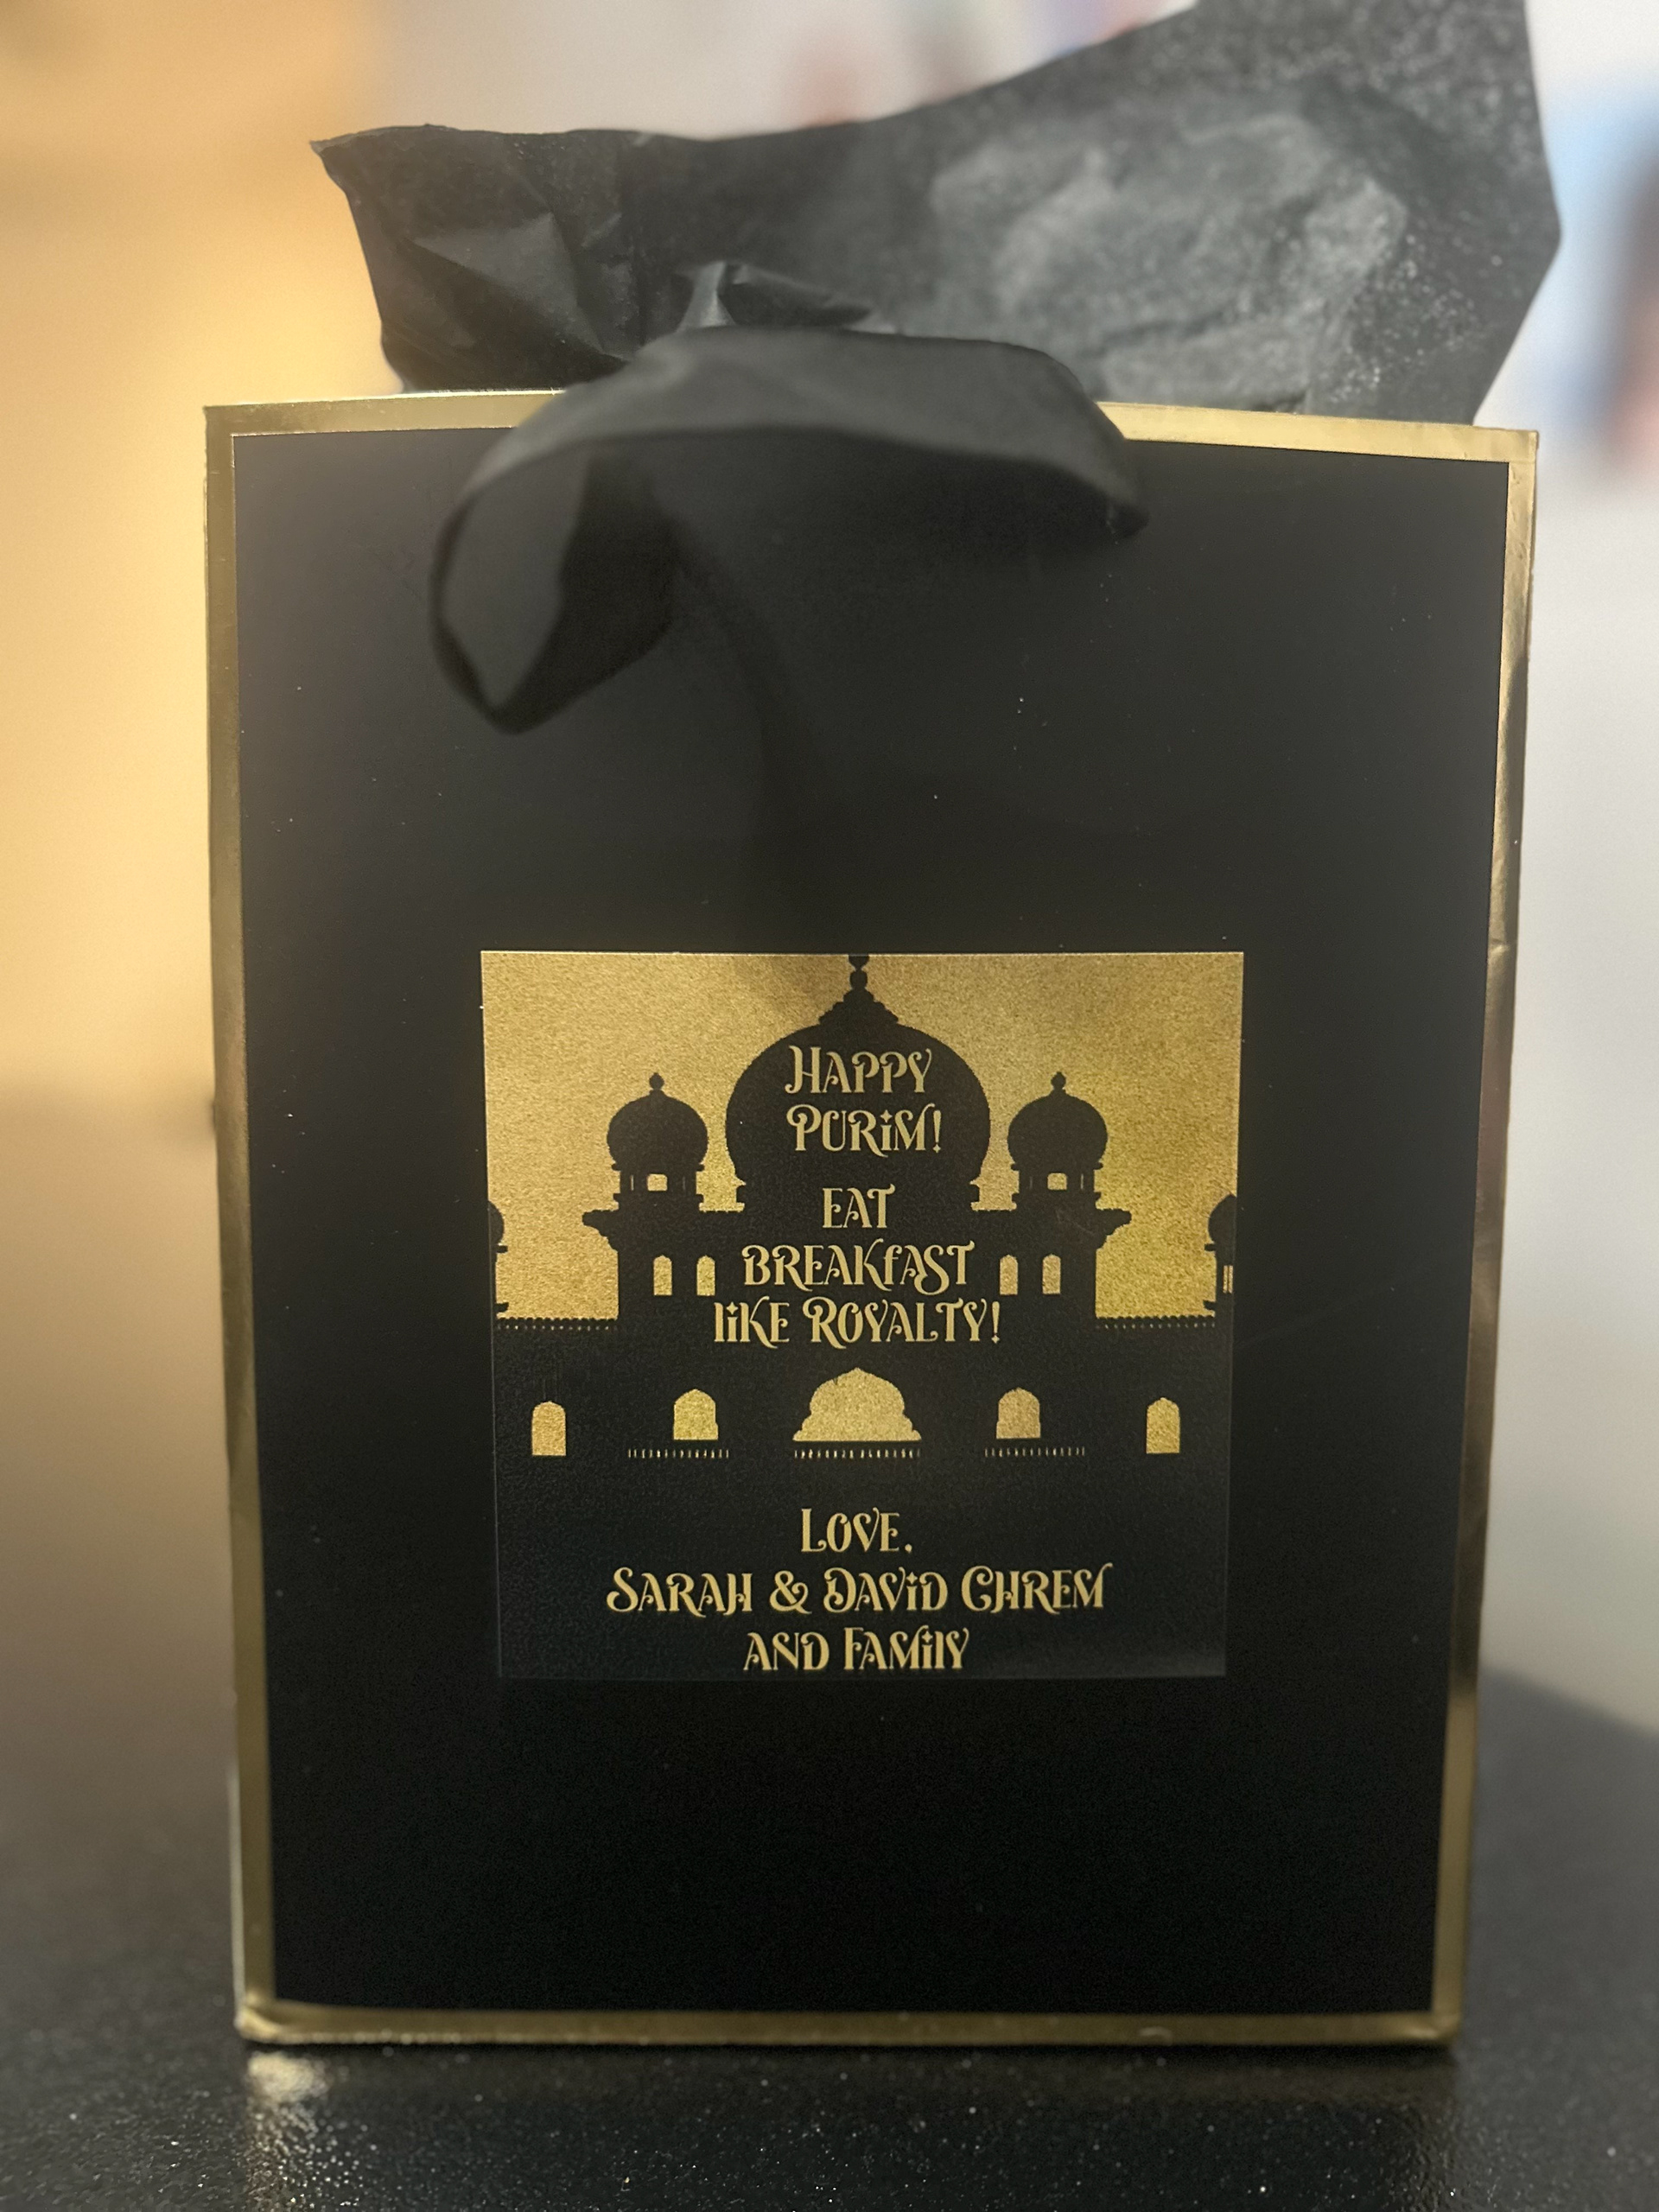 Happy
Purim!
Eat
Breakfast
like Royalty!
Love,
Sarah & David Chrem
and Family